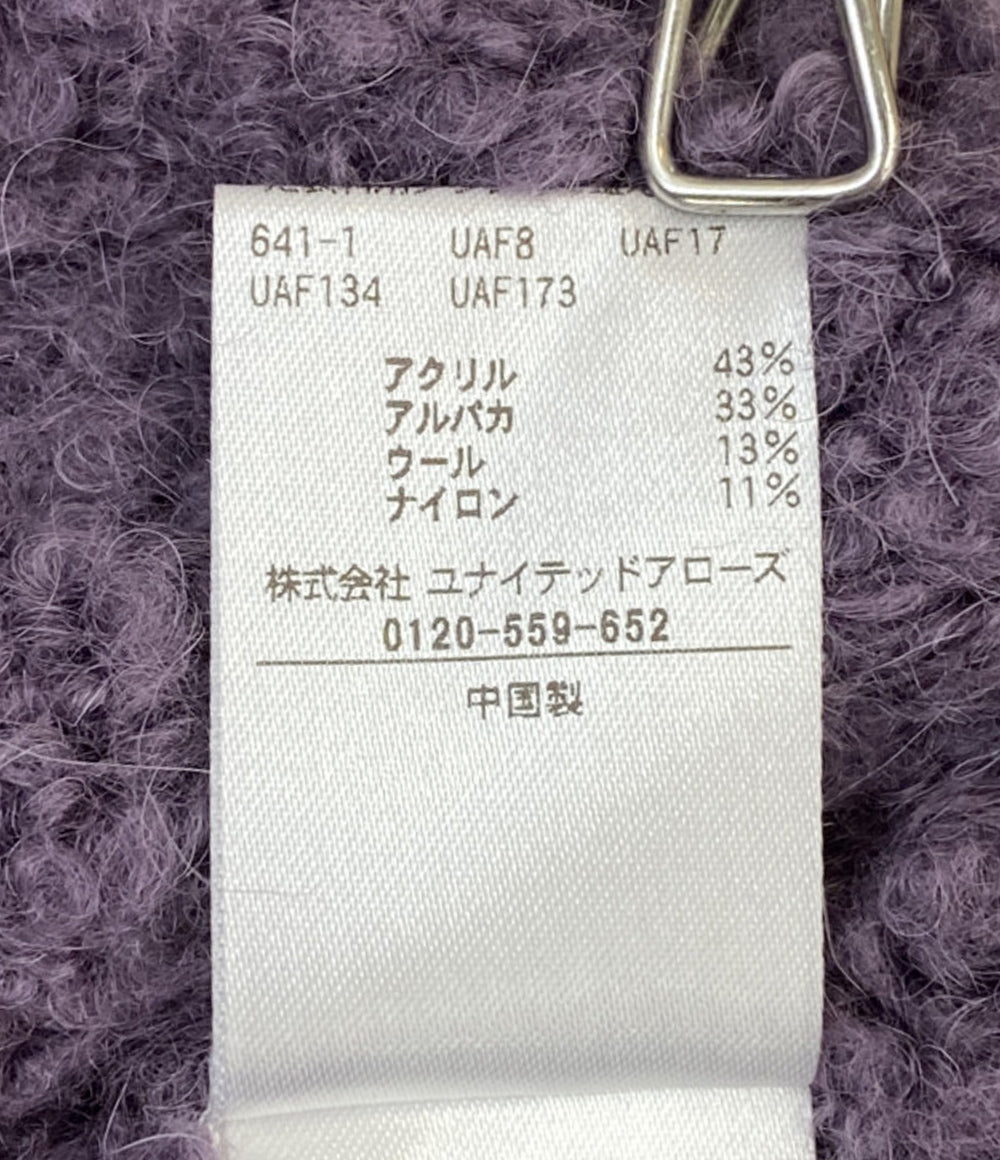 641-1 UAF8 UAF17
UAF134 UAF173
アクリル 43%
アルパカ 33%
ウール 13%
ナイロン 11%
株式会社 ユナイテッドアローズ
0120-559-652
中国製